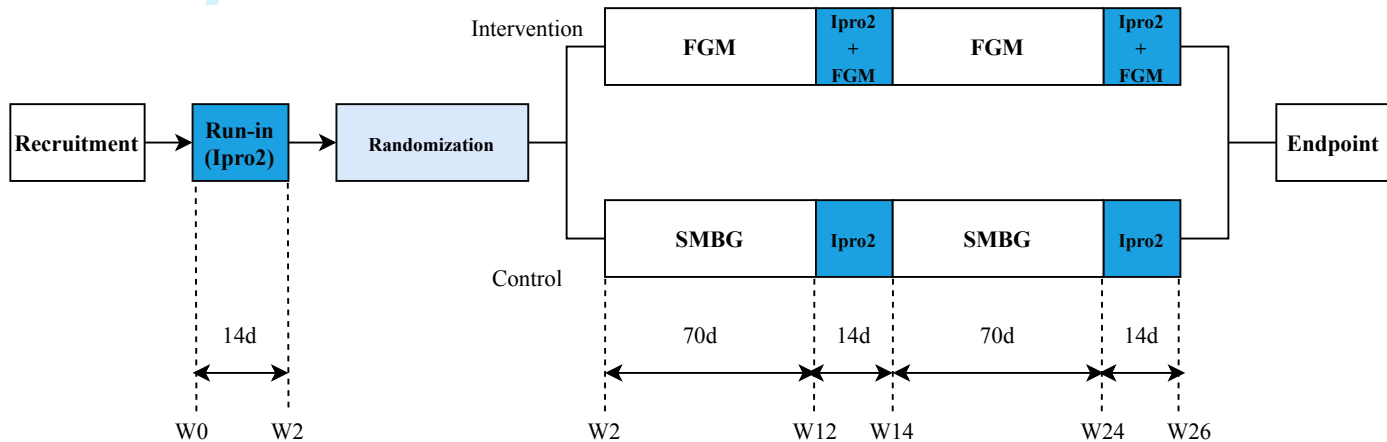 Intervention
FGM
Ipro2
+
FGM
FGM
Ipro2
+
FGM
Recruitment
Run-in
(Ipro2)
Randomization
Endpoint
SMBG
Ipro2
SMBG
Ipro2
Control
14d
70d
14d
70d
14d
W0
W2
W2
W12
W14
W24
W26